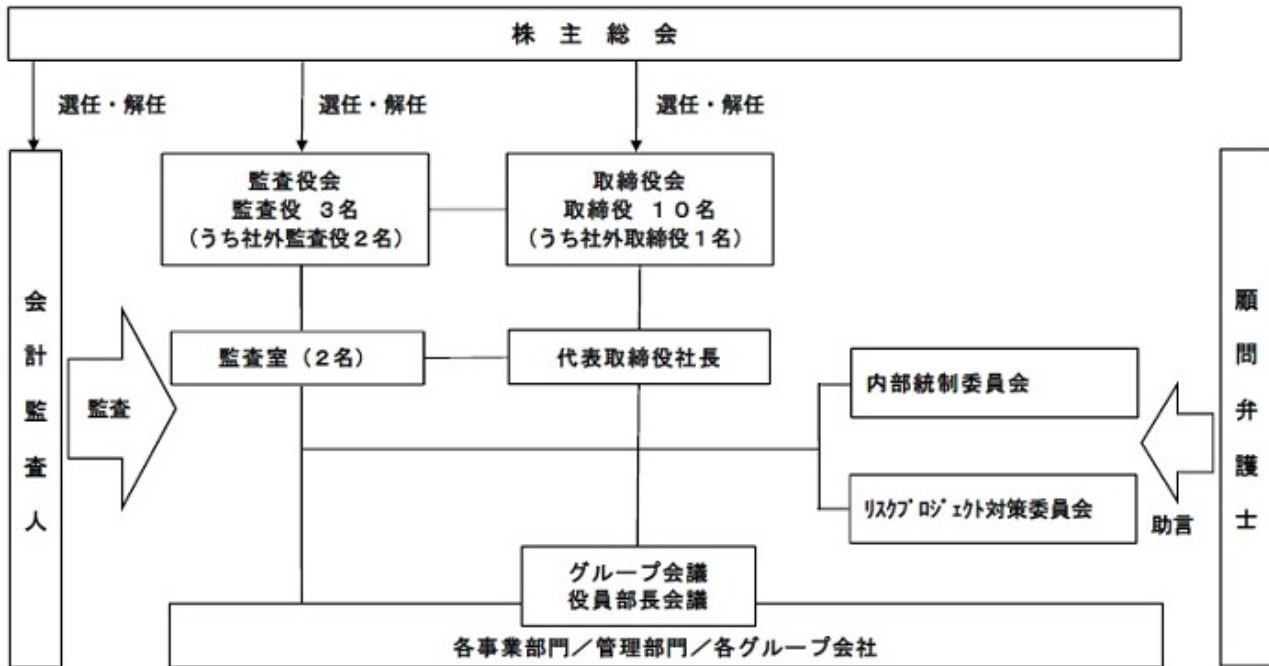 株 主 総 会
選任・解任
選任・解任
選任・解任
監査役会
監査役 3名
(うち社外監査役2名)
取締役会
取締役 10名
(うち社外取締役1名)
会計監査人
監査
監査室(2名)
代表取締役社長
内部統制委員会
リスクプロジェクト対策委員会
助言
顧問弁護士
グループ会議
役員部長会議
各事業部門/管理部門/各グループ会社